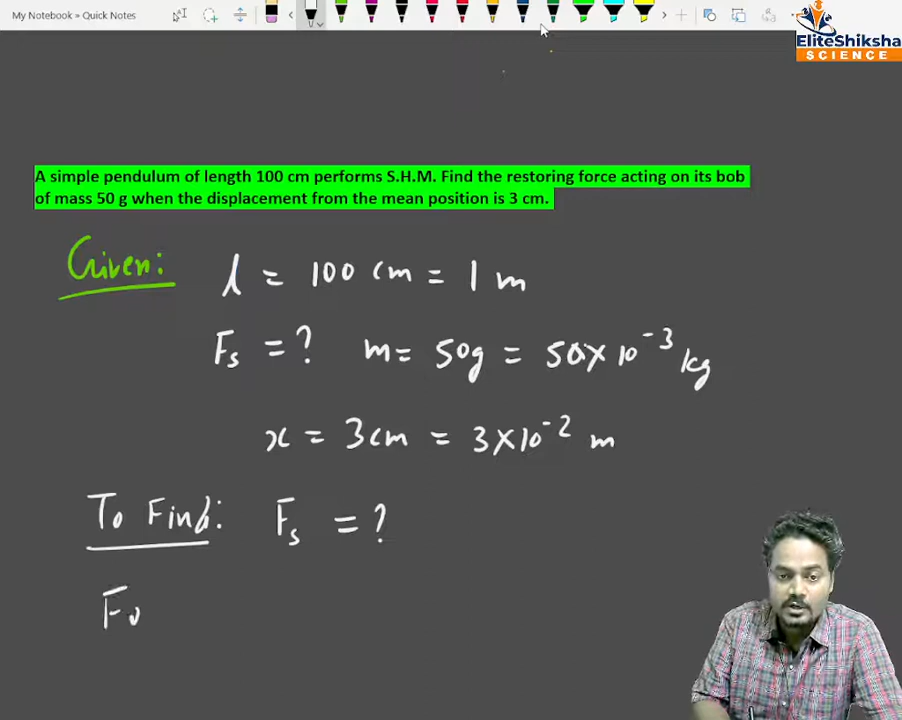 My Notebook » Quick Notes
EliteShiksha
SCIENCE
A simple pendulum of length 100 cm performs S.H.M. Find the restoring force acting on its bob
of mass 50 g when the displacement from the mean position is 3 cm.
Given: l = 100 cm = 1 m
Fs = ? m = 50g = 50×10⁻³ kg
x = 3cm = 3×10⁻² m
To Find: Fs = ?
Fo